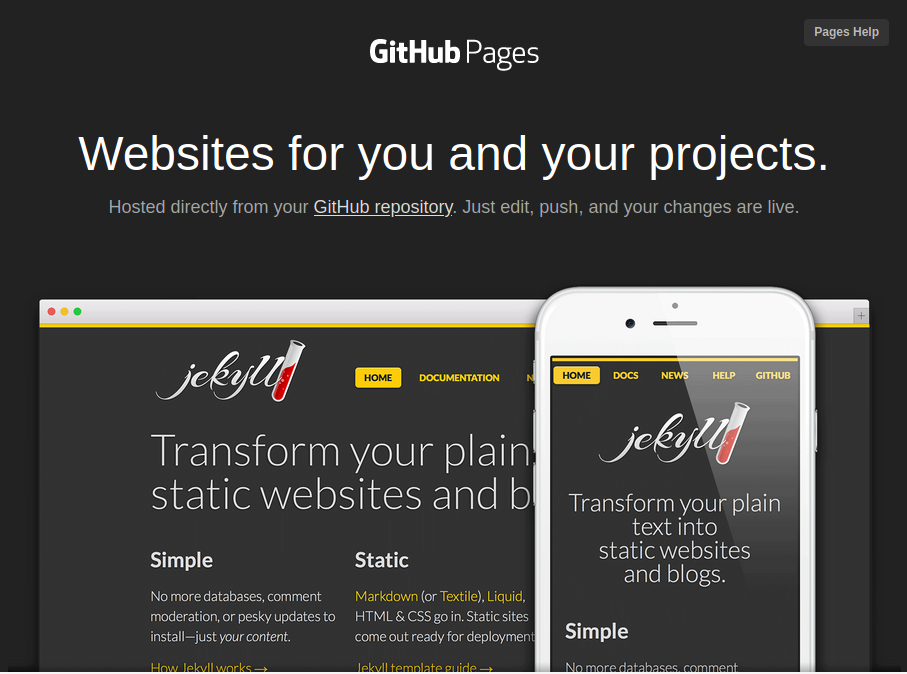 GitHub Pages
Pages Help
Websites for you and your projects.
Hosted directly from your GitHub repository. Just edit, push, and your changes are live.
jekyll
HOME DOCUMENTATION
Transform your plain
static websites and
Simple
No more databases, comment
moderation, or pesky updates to
install—just your content.
How Jekyll works →
Static
Markdown (or Textile), Liquid,
HTML & CSS go in. Static sites
come out ready for deployment
Jekyll template guide →
HOME DOCS NEWS HELP GITHUB
jekyll
Transform your plain
text into
static websites
and blogs.
Simple
No more databases, comment